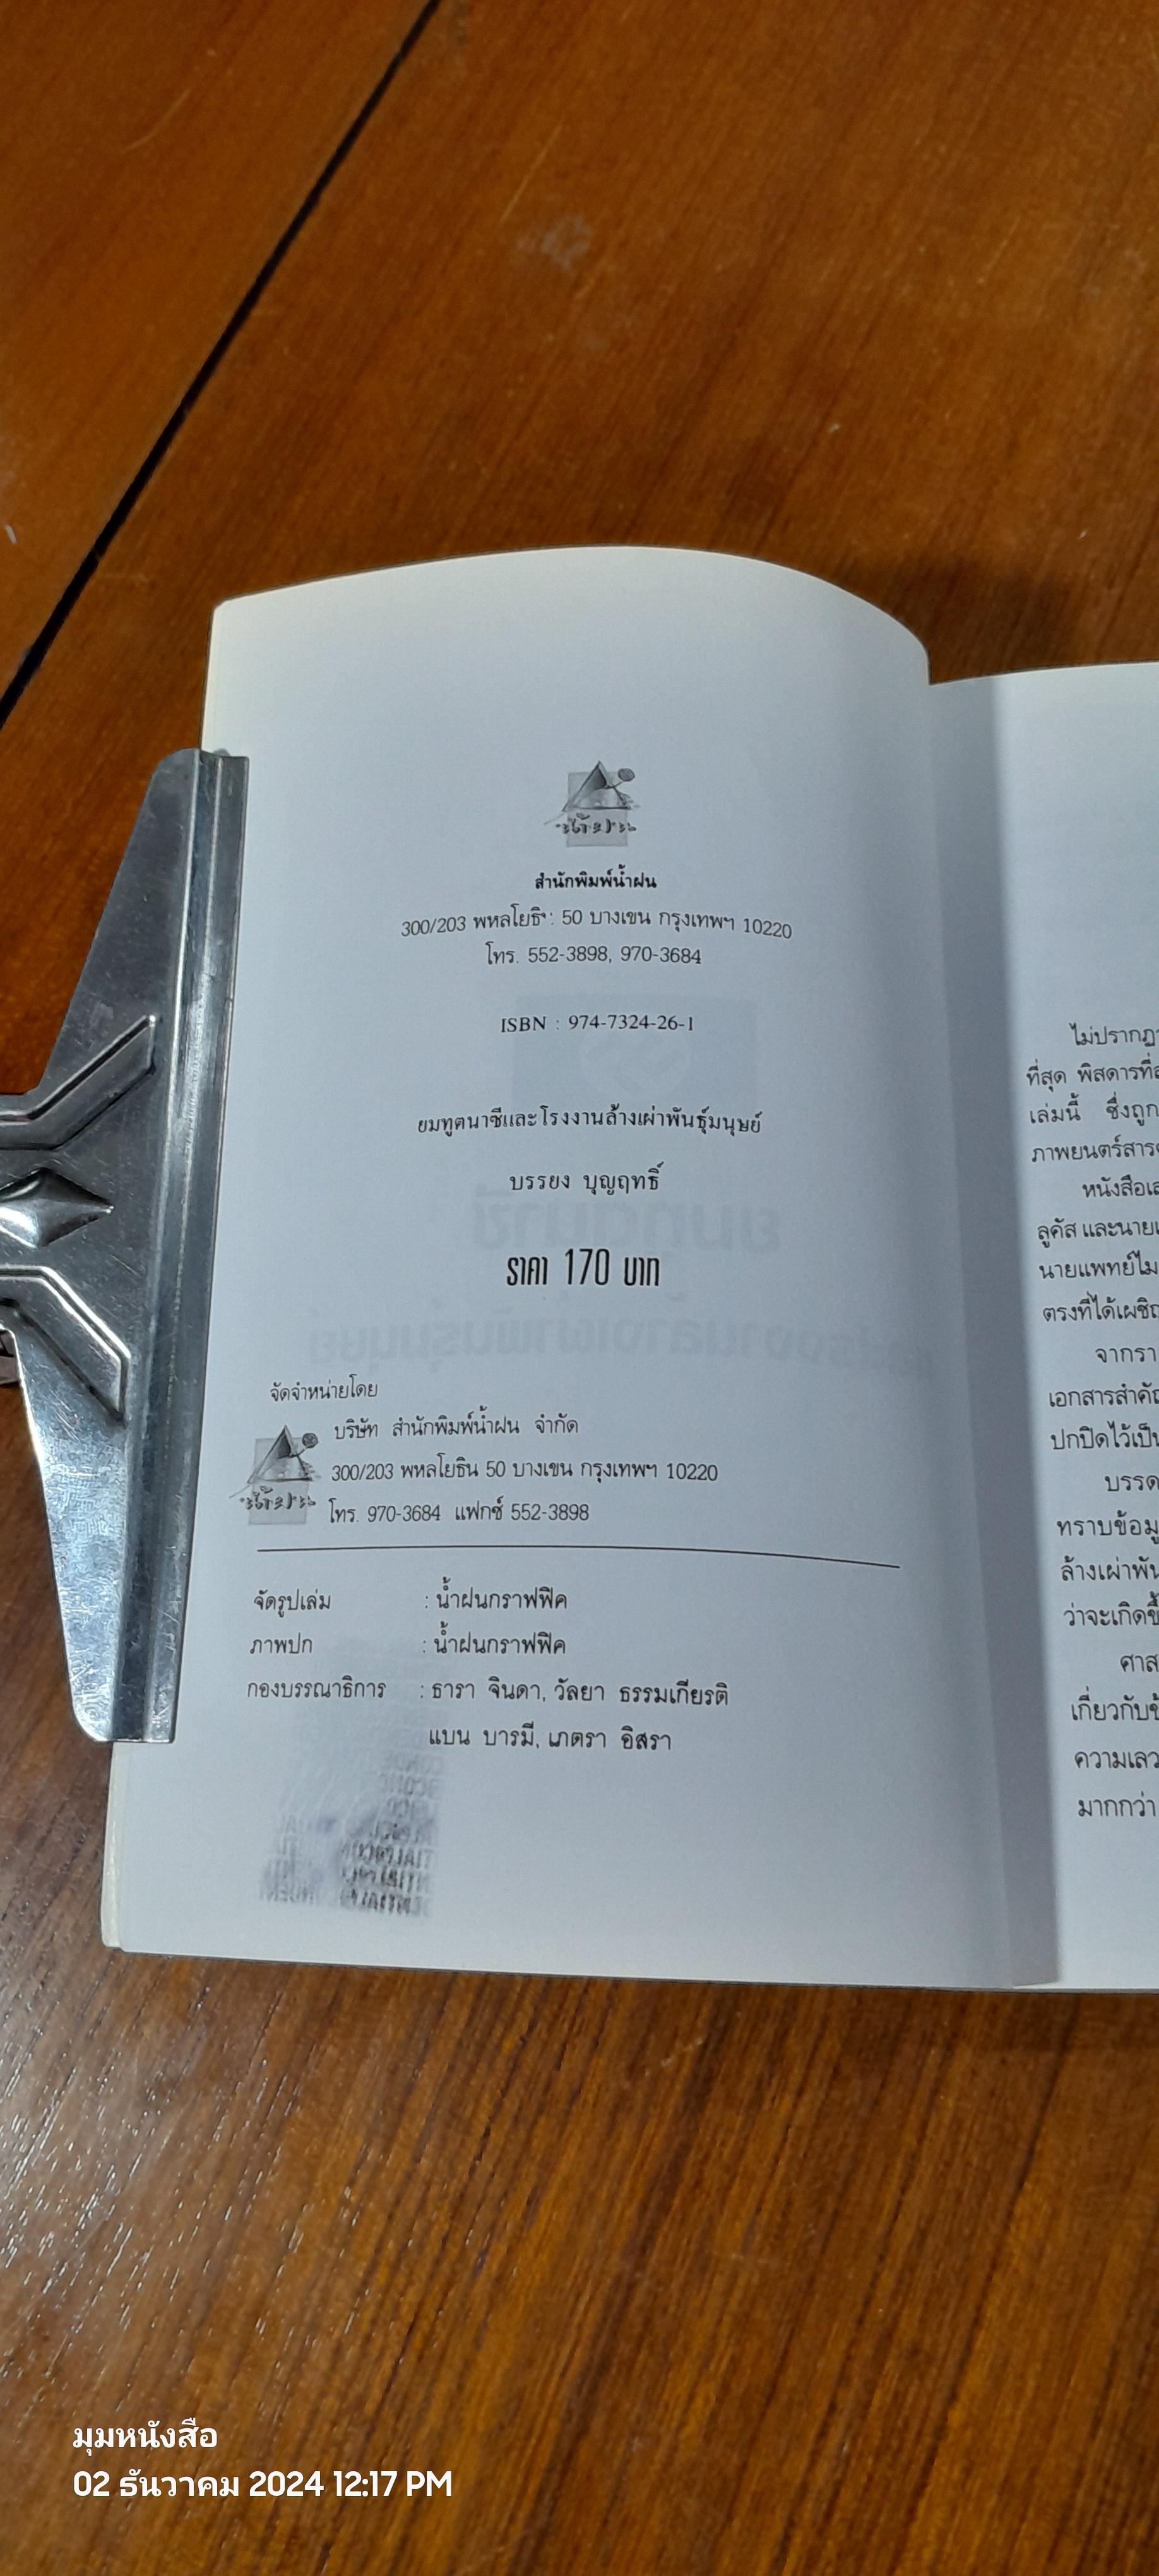 สำนักพิมพ์น้ำฝน
300/203 พหลโยธิน 50 บางเขน กรุงเทพฯ 10220
โทร. 552-3898, 970-3684
ISBN : 974-7324-26-1
ยมทูตนาซีและโรงงานล้างเผ่าพันธุ์มนุษย์
บรรยง บุญฤทธิ์
ราคา 170 บาท
จัดจำหน่ายโดย
บริษัท สำนักพิมพ์น้ำฝน จำกัด
300/203 พหลโยธิน 50 บางเขน กรุงเทพฯ 10220
โทร. 970-3684 แฟกซ์ 552-3898
จัดรูปเล่ม : น้ำฝนกราฟฟิค
ภาพปก : น้ำฝนกราฟฟิค
กองบรรณาธิการ : ธารา จินดา, วัลยา ธรรมเกียรติ
แบน บารมี, เภตรา อิสรา
ไม่ปรากฏ
ที่สุด พิสดารที่
เล่มนี้ ซึ่งถูก
ภาพยนตร์สาร
หนังสือ
ลูคัส และนาย
นายแพทย์ไม
ตรงที่ได้เผชิญ
จากรา
เอกสารสำคัญ
ปกปิดไว้เป็น
บรรด
ทราบข้อมู
ล้างเผ่าพัน
ว่าจะเกิดขึ้
ศาส
เกี่ยวกับ
ความเลว
มากกว่า
มุมหนังสือ
02 ธันวาคม 2024 12:17 PM